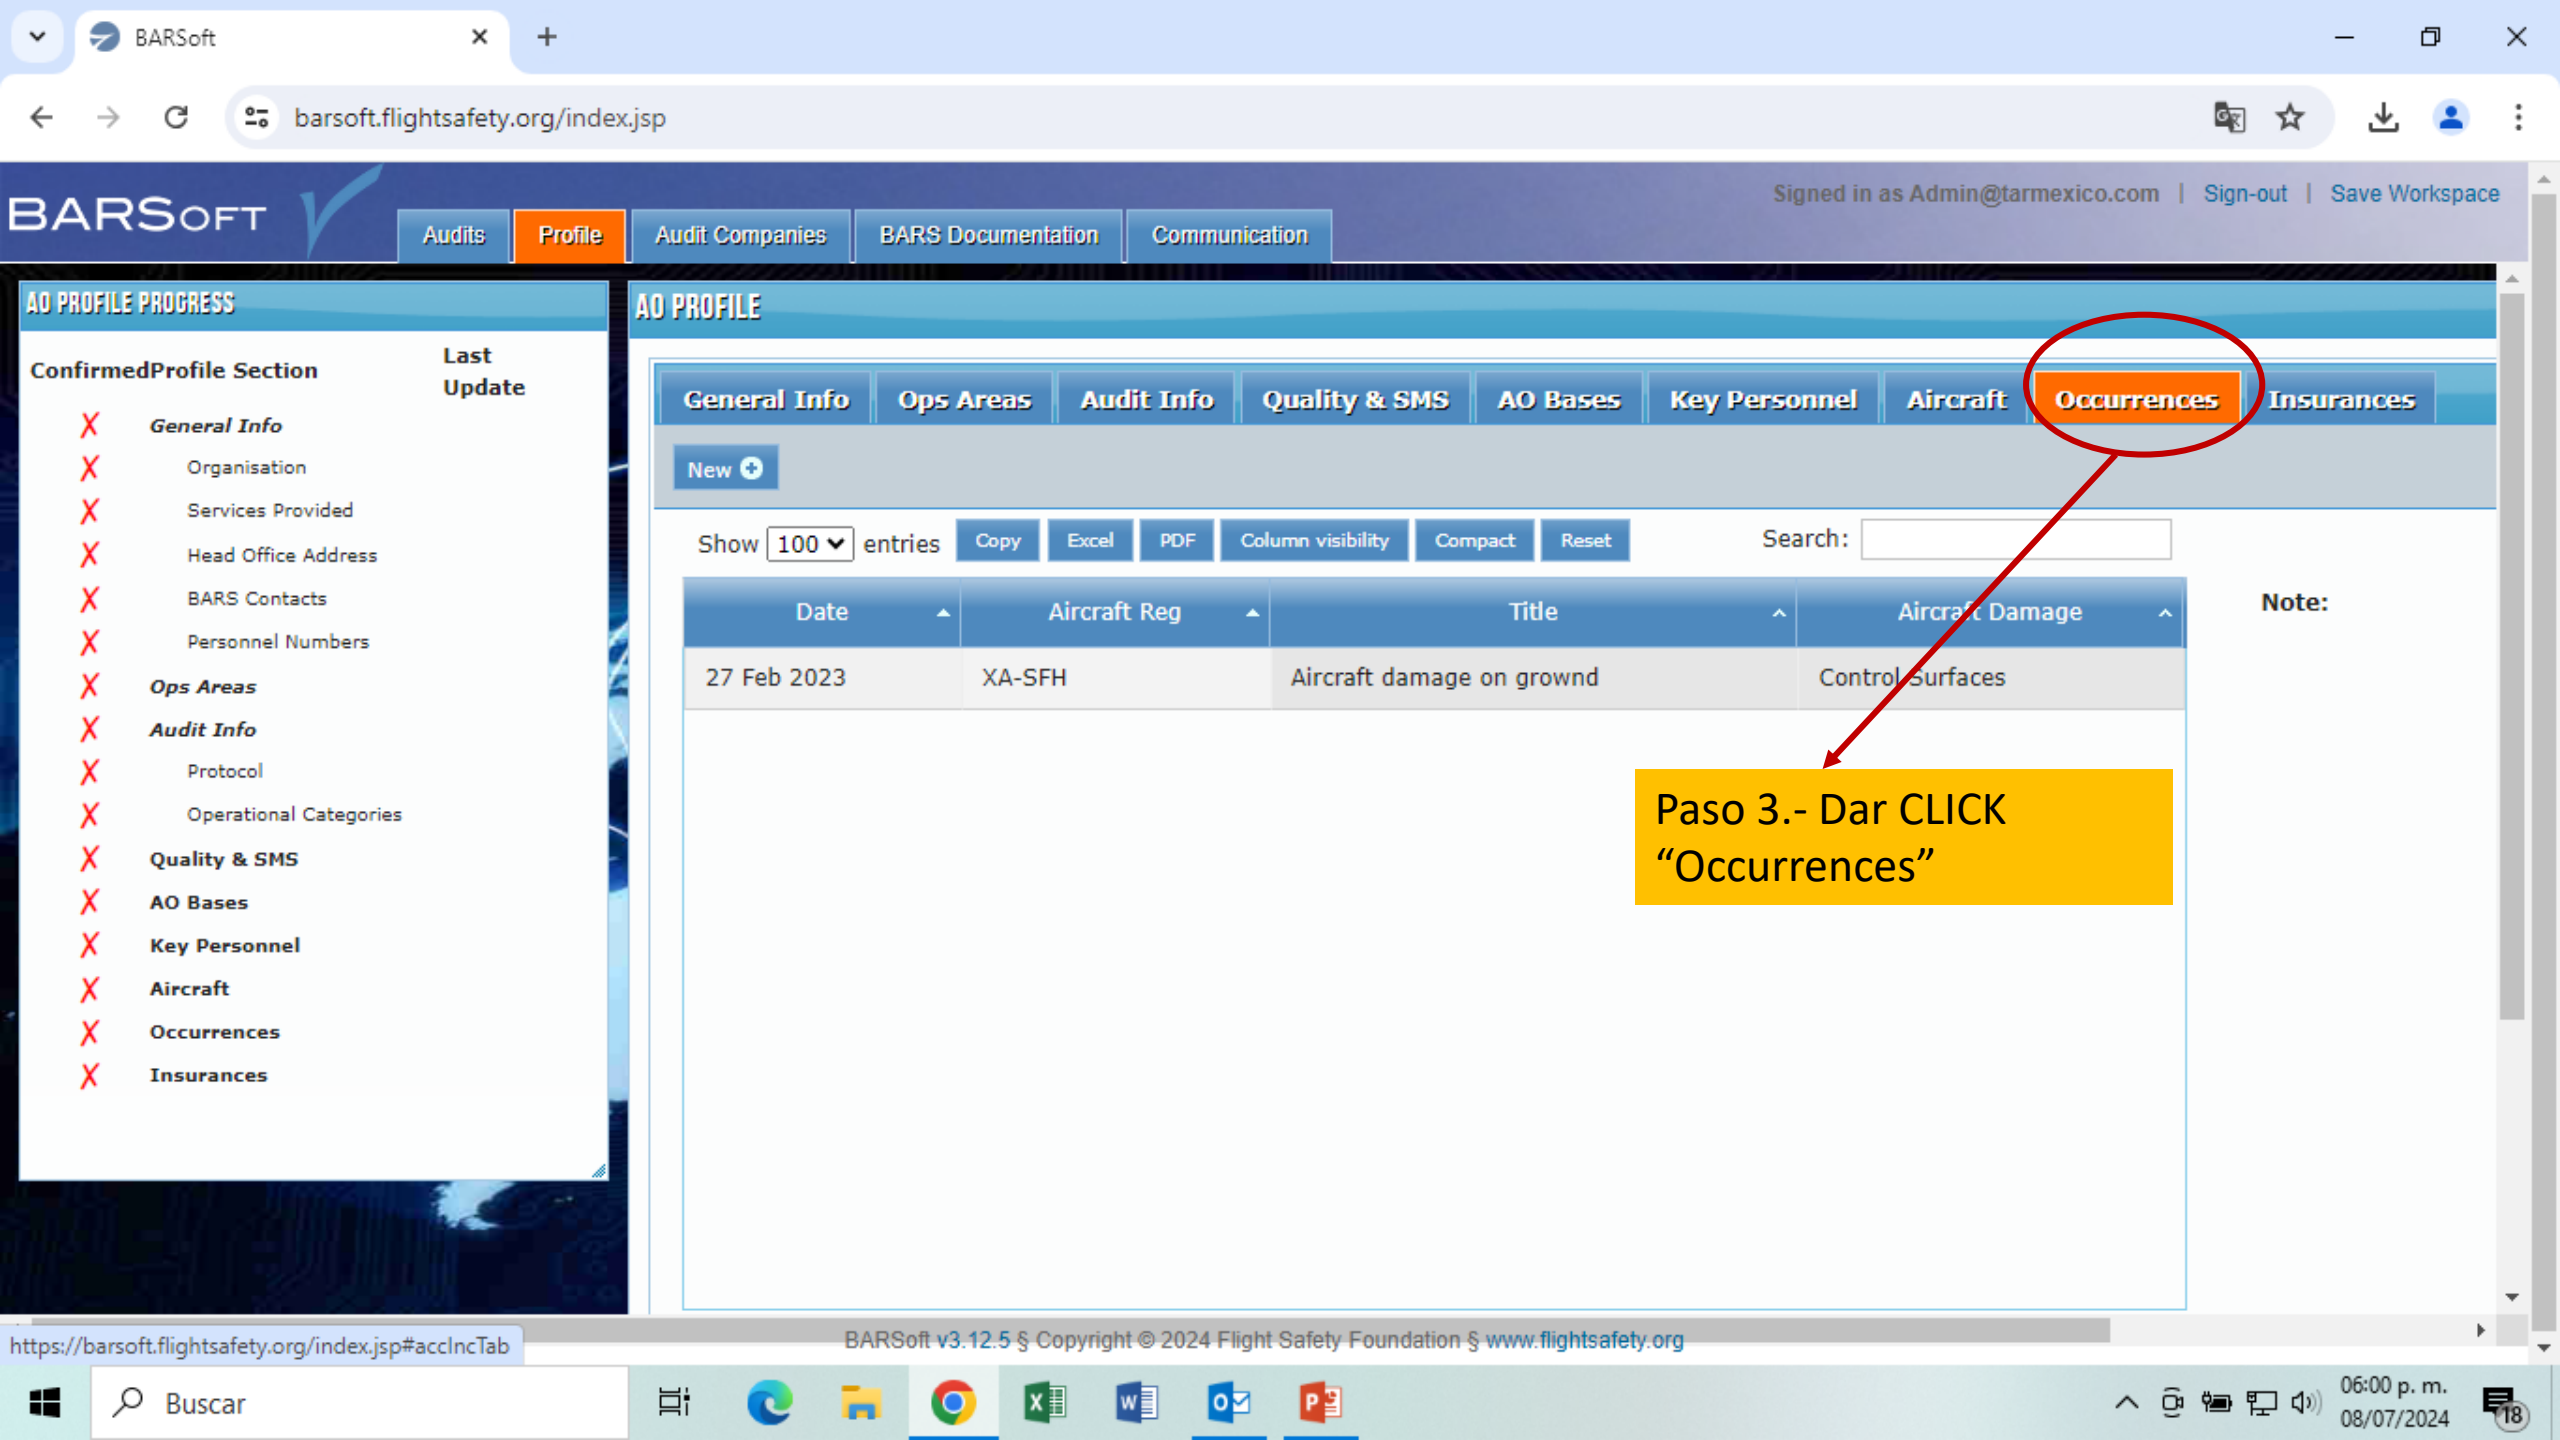 BARSoft
barsoft.flightsafety.org/index.jsp
BARSOFT
Signed in as Admin@tarmexico.com | Sign-out | Save Workspace
Audits Profile Audit Companies BARS Documentation Communication
AO PROFILE PROGRESS
ConfirmedProfile Section Last Update
X General Info
X Organisation
X Services Provided
X Head Office Address
X BARS Contacts
X Personnel Numbers
X Ops Areas
X Audit Info
X Protocol
X Operational Categories
X Quality & SMS
X AO Bases
X Key Personnel
X Aircraft
X Occurrences
X Insurances
AO PROFILE
General Info Ops Areas Audit Info Quality & SMS AO Bases Key Personnel Aircraft Occurrences Insurances
New
Show 100 entries Copy Excel PDF Column visibility Compact Reset Search:
Date Aircraft Reg Title Aircraft Damage
27 Feb 2023 XA-SFH Aircraft damage on grownd Control Surfaces
Note:
Paso 3.- Dar CLICK
“Occurrences”
https://barsoft.flightsafety.org/index.jsp#accIncTab
BARSoft v3.12.5 § Copyright © 2024 Flight Safety Foundation § www.flightsafety.org
Buscar
06:00 p. m.
08/07/2024
18